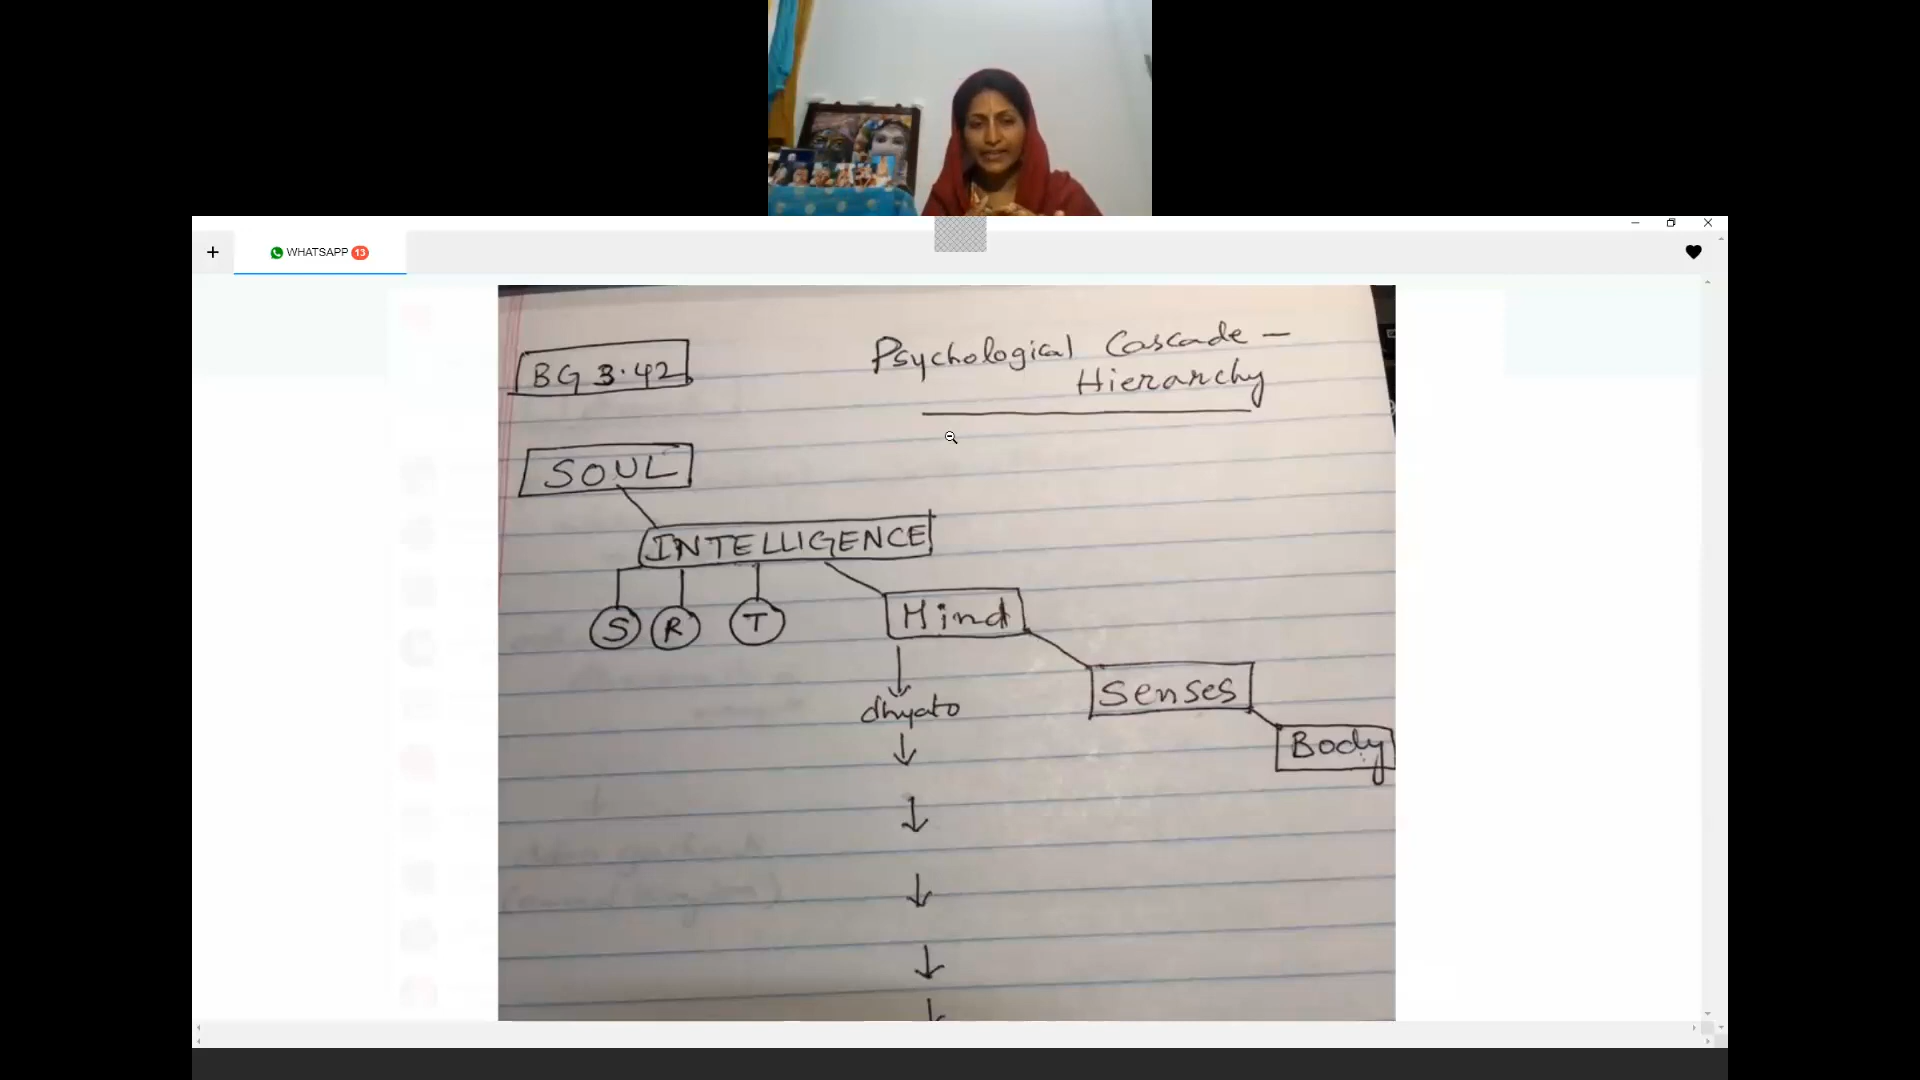 WHATSAPP 13
BG 3.42
Psychological Cascade –
Hierarchy
SOUL
INTELLIGENCE
S R T
Mind
Senses
dhyato
Body